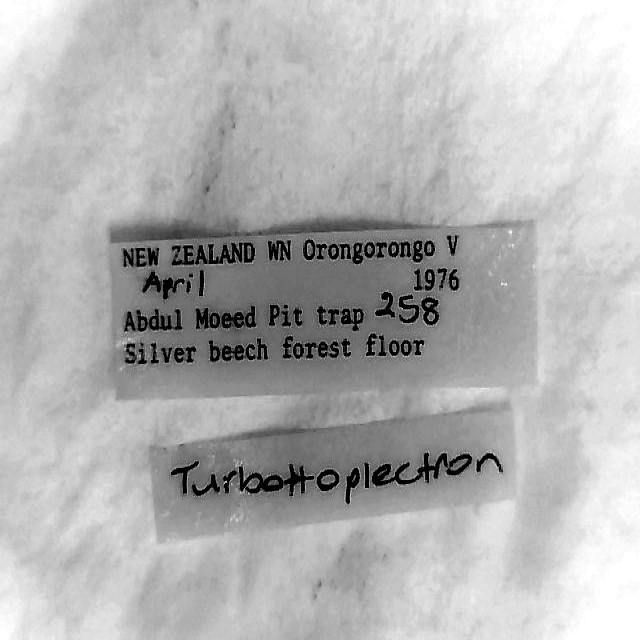 NEW ZEALAND WN Orongorongo V
April 1976
Abdul Moeed Pit trap 258
Silver beech forest floor
Turbottoplectron